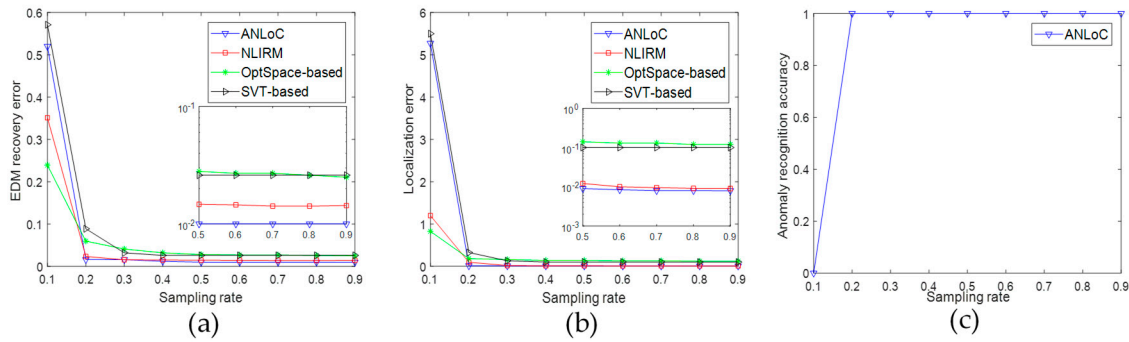 0.6
0.5
0.4
0.3
0.2
0.1
0
EDM recovery error
ANLoC
NLIRM
OptSpace-based
SVT-based
10-1
10-2
0.5 0.6 0.7 0.8 0.9
0.1 0.2 0.3 0.4 0.5 0.6 0.7 0.8 0.9
Sampling rate
(a)
6
5
4
3
2
1
0
Localization error
ANLoC
NLIRM
OptSpace-based
SVT-based
100
10-1
10-2
10-3
0.5 0.6 0.7 0.8 0.9
0.1 0.2 0.3 0.4 0.5 0.6 0.7 0.8 0.9
Sampling rate
(b)
1
0.8
0.6
0.4
0.2
0
Anomaly recognition accuracy
ANLoC
0.1 0.2 0.3 0.4 0.5 0.6 0.7 0.8 0.9
Sampling rate
(c)